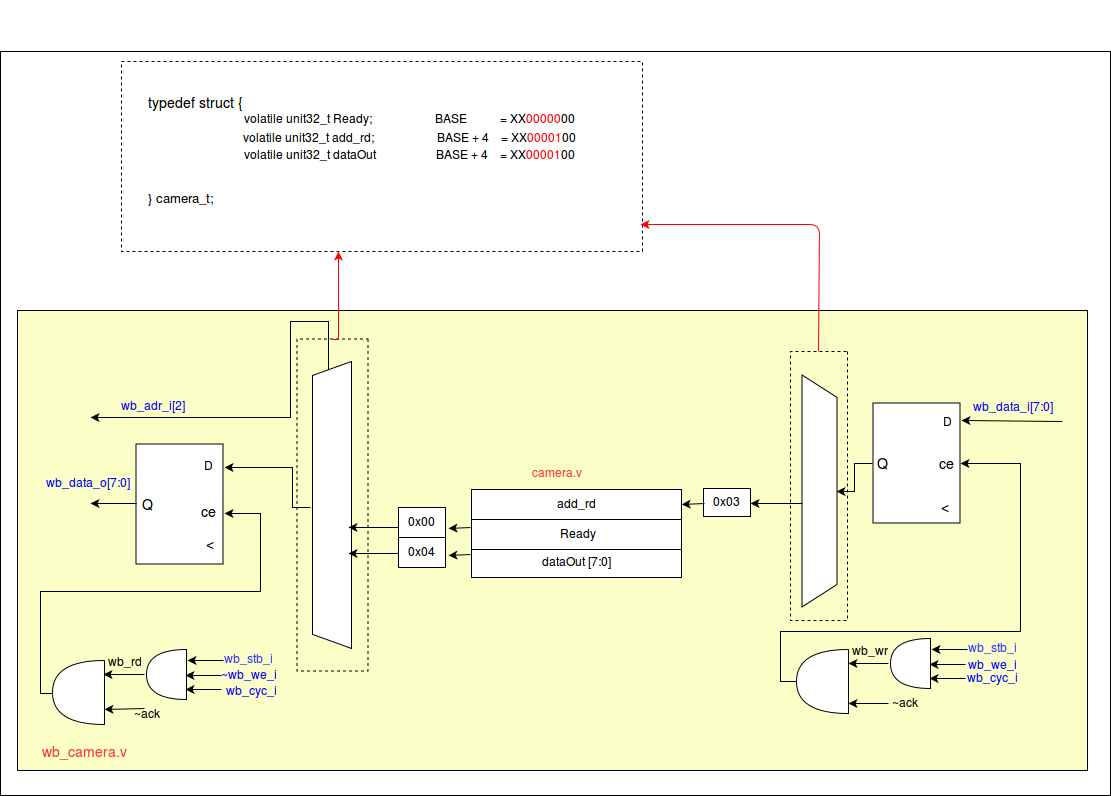 typedef struct {
volatile unit32_t Ready; BASE = XX00000000
volatile unit32_t add_rd; BASE + 4 = XX0000100
volatile unit32_t dataOut BASE + 4 = XX0000100
} camera_t;
wb_adr_i[2]
wb_data_i[7:0]
D
D
Q
ce
wb_data_o[7:0]
Q
ce
<
<
camera.v
add_rd
0x03
Ready
0x00
dataOut [7:0]
0x04
wb_rd
wb_stb_i
~wb_we_i
wb_cyc_i
~ack
wb_wr
wb_stb_i
wb_we_i
wb_cyc_i
~ack
wb_camera.v